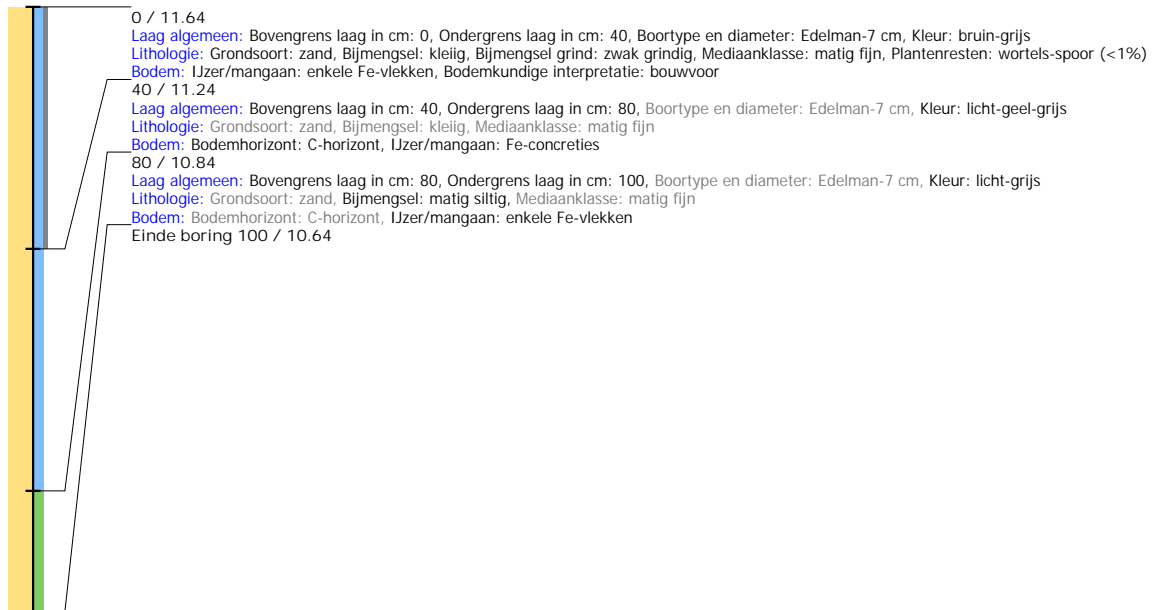 0 / 11.64
Laag algemeen: Bovengrens laag in cm: 0, Ondergrens laag in cm: 40, Boortype en diameter: Edelman-7 cm, Kleur: bruin-grijs
Lithologie: Grondsoort: zand, Bijmengsel: kleiig, Bijmengsel grind: zwak grindig, Mediaanklasse: matig fijn, Plantenresten: wortels-spoor (<1%)
Bodem: IJzer/mangaan: enkele Fe-vlekken, Bodemkundige interpretatie: bouwvoor
40 / 11.24
Laag algemeen: Bovengrens laag in cm: 40, Ondergrens laag in cm: 80, Boortype en diameter: Edelman-7 cm, Kleur: licht-geel-grijs
Lithologie: Grondsoort: zand, Bijmengsel: kleiig, Mediaanklasse: matig fijn
Bodem: Bodemhorizont: C-horizont, IJzer/mangaan: Fe-concreties
80 / 10.84
Laag algemeen: Bovengrens laag in cm: 80, Ondergrens laag in cm: 100, Boortype en diameter: Edelman-7 cm, Kleur: licht-grijs
Lithologie: Grondsoort: zand, Bijmengsel: matig siltig, Mediaanklasse: matig fijn
Bodem: Bodemhorizont: C-horizont, IJzer/mangaan: enkele Fe-vlekken
Einde boring 100 / 10.64